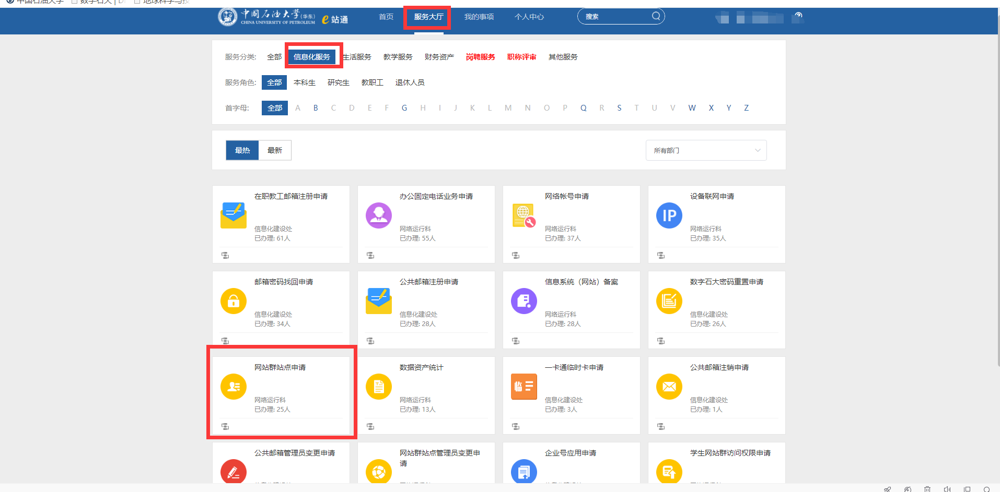 中国石油大学 数字石大 | D 地球科学与技
中国石油大学(华东)
CHINA UNIVERSITY OF PETROLEUM
e站通
首页 服务大厅 我的事项 个人中心 搜索
服务分类: 全部 信息化服务 生活服务 教学服务 财务资产 岗聘服务 职称评审 其他服务
服务角色: 全部 本科生 研究生 教职工 退休人员
首字母: 全部 A B C D E F G H I J K L M N O P Q R S T U V W X Y Z
最热 最新 所有部门
在职教工邮箱注册申请
信息化建设处
已办理: 61人
办公固定电话业务申请
网络运行科
已办理: 55人
网络帐号申请
网络运行科
已办理: 37人
IP
设备联网申请
网络运行科
已办理: 35人
邮箱密码找回申请
信息化建设处
已办理: 34人
公共邮箱注册申请
信息化建设处
已办理: 28人
信息系统（网站）备案
网络运行科
已办理: 28人
数字石大密码重置申请
信息化建设处
已办理: 26人
网站群站点申请
网络运行科
已办理: 25人
数据资产统计
网络运行科
已办理: 13人
临
一卡通临时卡申请
信息化建设处
已办理: 3人
公共邮箱注销申请
信息化建设处
已办理: 1人
公共邮箱管理员变更申请
网站群站点管理员变更申
请
企业号应用申请
学生网站群访问权限申请